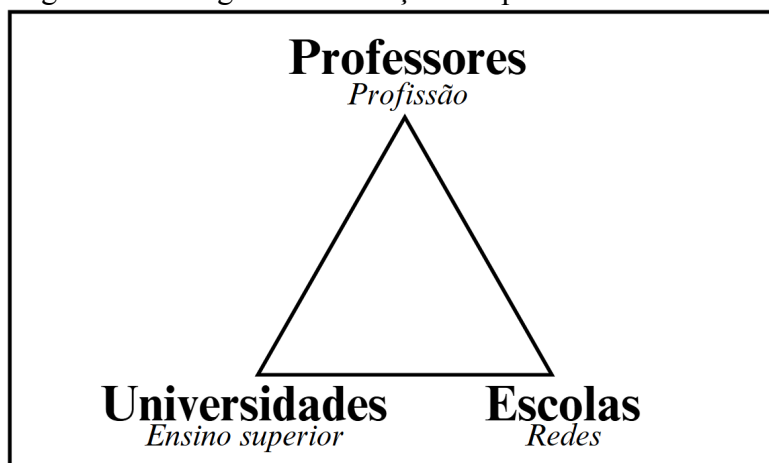 Professores
Profissão
Universidades Escolas
Ensino superior Redes